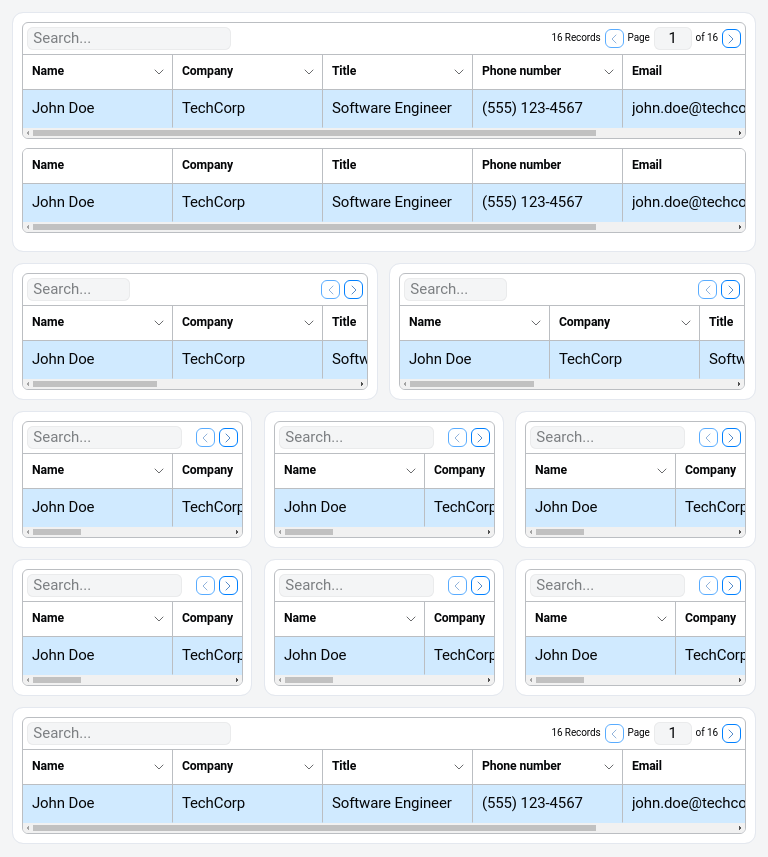 Search... 16 Records Page 1 of 16
Name Company Title Phone number Email
John Doe TechCorp Software Engineer (555) 123-4567 john.doe@techco
Name Company Title Phone number Email
John Doe TechCorp Software Engineer (555) 123-4567 john.doe@techco
Search... Search...
Name Company Title Name Company Title
John Doe TechCorp Softw John Doe TechCorp Softw
Search... Search... Search...
Name Company Name Company Name Company
John Doe TechCorp John Doe TechCorp John Doe TechCorp
Search... Search... Search...
Name Company Name Company Name Company
John Doe TechCorp John Doe TechCorp John Doe TechCorp
Search... 16 Records Page 1 of 16
Name Company Title Phone number Email
John Doe TechCorp Software Engineer (555) 123-4567 john.doe@techco